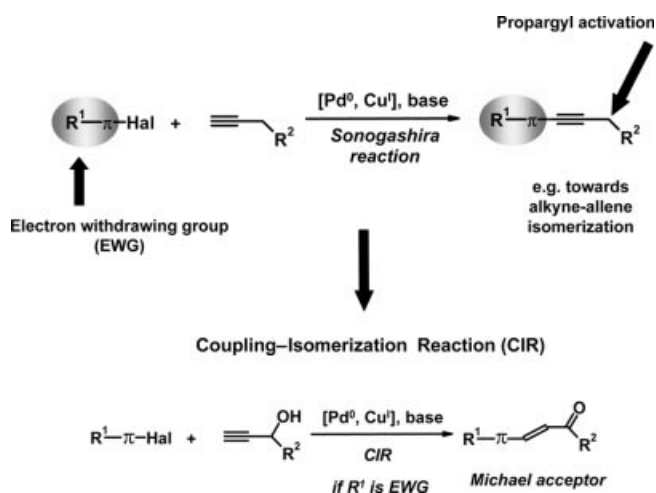 Propargyl activation
R¹–π–Hal + R² [Pd⁰, Cuᴵ], base R¹–π R²
Sonogashira
reaction
Electron withdrawing group
(EWG)
e.g. towards
alkyne-allene
isomerization
Coupling–Isomerization Reaction (CIR)
R¹–π–Hal + OH R² [Pd⁰, Cuᴵ], base R¹–π O R²
CIR
if R¹ is EWG
Michael acceptor